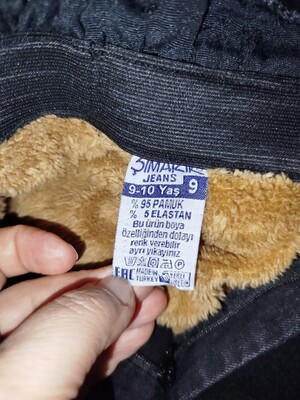 ŞIMARIK
JEANS
9-10 Yaş 9
% 95 PAMUK
% 5 ELASTAN
Bu ürün boya
özelliğinden dolayı
renk verebilir
ayrı yıkayınız
EAC MADE IN
TURKEY